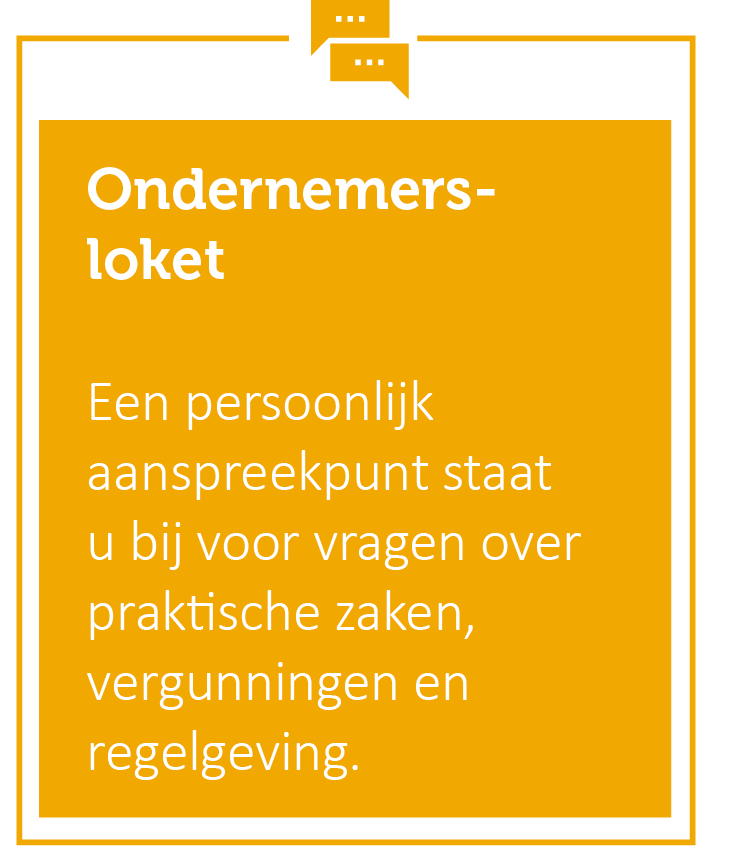 Ondernemers-
loket
Een persoonlijk
aanspreekpunt staat
u bij voor vragen over
praktische zaken,
vergunningen en
regelgeving.